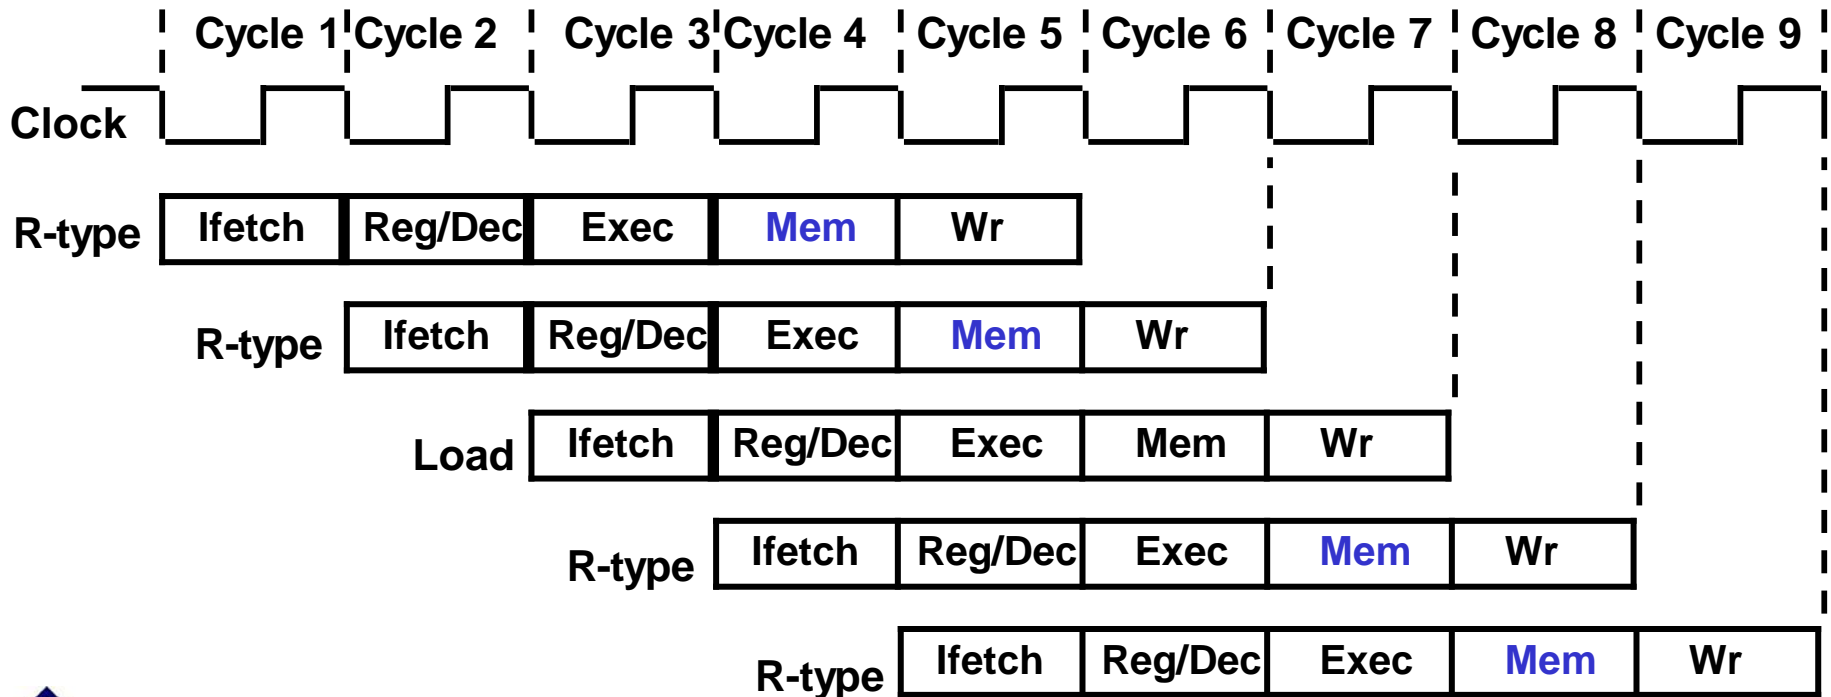 Cycle 1 Cycle 2 Cycle 3 Cycle 4 Cycle 5 Cycle 6 Cycle 7 Cycle 8 Cycle 9
Clock
R-type Ifetch Reg/Dec Exec Mem Wr
R-type Ifetch Reg/Dec Exec Mem Wr
Load Ifetch Reg/Dec Exec Mem Wr
R-type Ifetch Reg/Dec Exec Mem Wr
R-type Ifetch Reg/Dec Exec Mem Wr